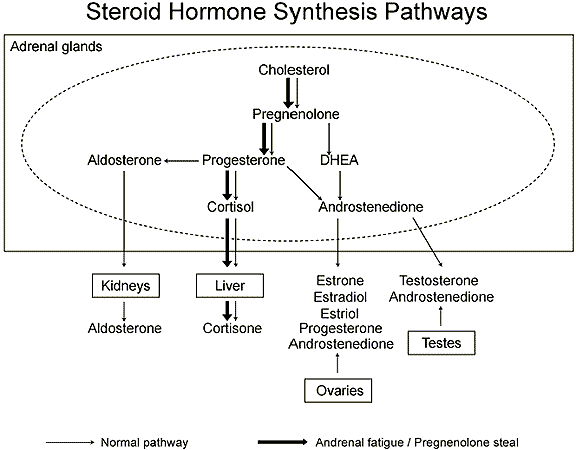 Steroid Hormone Synthesis Pathways
Adrenal glands
Cholesterol
Pregnenolone
Aldosterone Progesterone DHEA
Cortisol Androstenedione
Kidneys Liver
Aldosterone Cortisone
Estrone
Estradiol
Estriol
Progesterone
Androstenedione
Ovaries
Testosterone
Androstenedione
Testes
Normal pathway
Andrenal fatigue / Pregnenolone steal